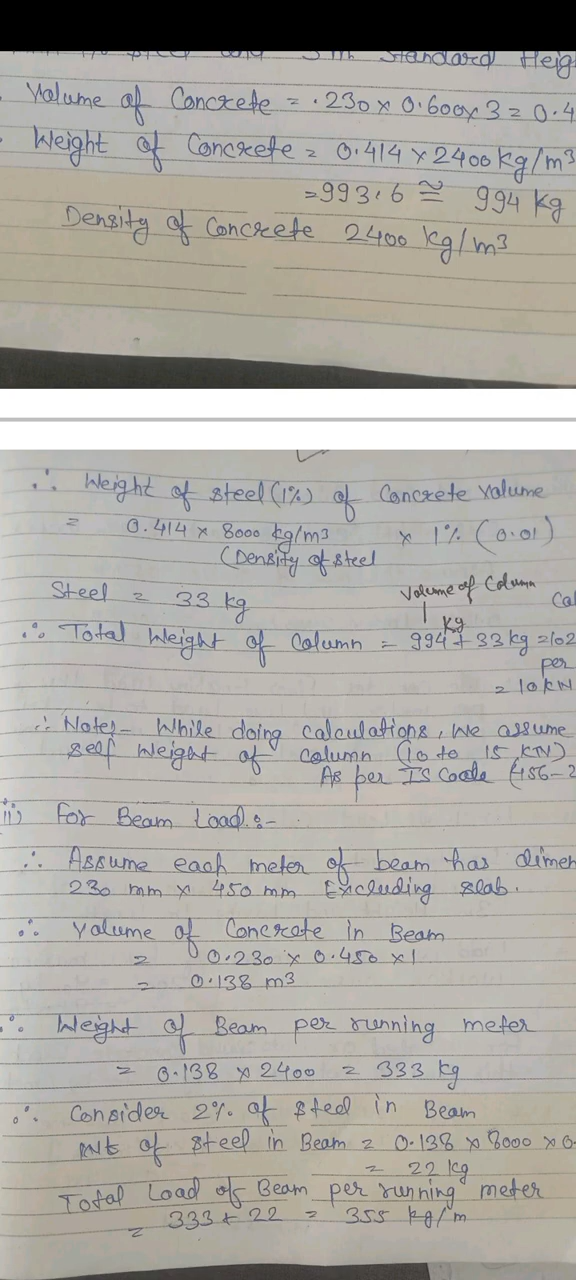 Standard Heig
Volume of Concrete = .230 x 0.600 x 3 = 0.4
Weight of Concrete = 0.414 x 2400 kg/m3
= 993.6 ≅ 994 kg
Density of Concrete 2400 kg/m3
∴ Weight of steel (1%) of Concrete Volume
= 0.414 x 8000 kg/m3 x 1% (0.01)
(Density of steel
Steel = 33 kg
Volume of Column
Cal
Kg
∴ Total Weight of Column = 994 + 33 kg = 102
per
= 10 KN
∴ Note:- While doing calculations, We assume
self Weight of column (10 to 15 KN)
As per IS Code (456-2
ii) For Beam Load :-
∴ Assume each meter of beam has dimen
230 mm x 450 mm Excluding slab.
∴ Volume of Concrete in Beam
= 0.230 x 0.450 x 1
= 0.138 m3
∴ Weight of Beam per running meter
= 0.138 x 2400 = 333 kg
∴ Consider 2% of steel in Beam
Wt of steel in Beam = 0.138 x 8000 x 0
= 22 kg
Total Load of Beam per running meter
= 333 + 22 = 355 kg/m